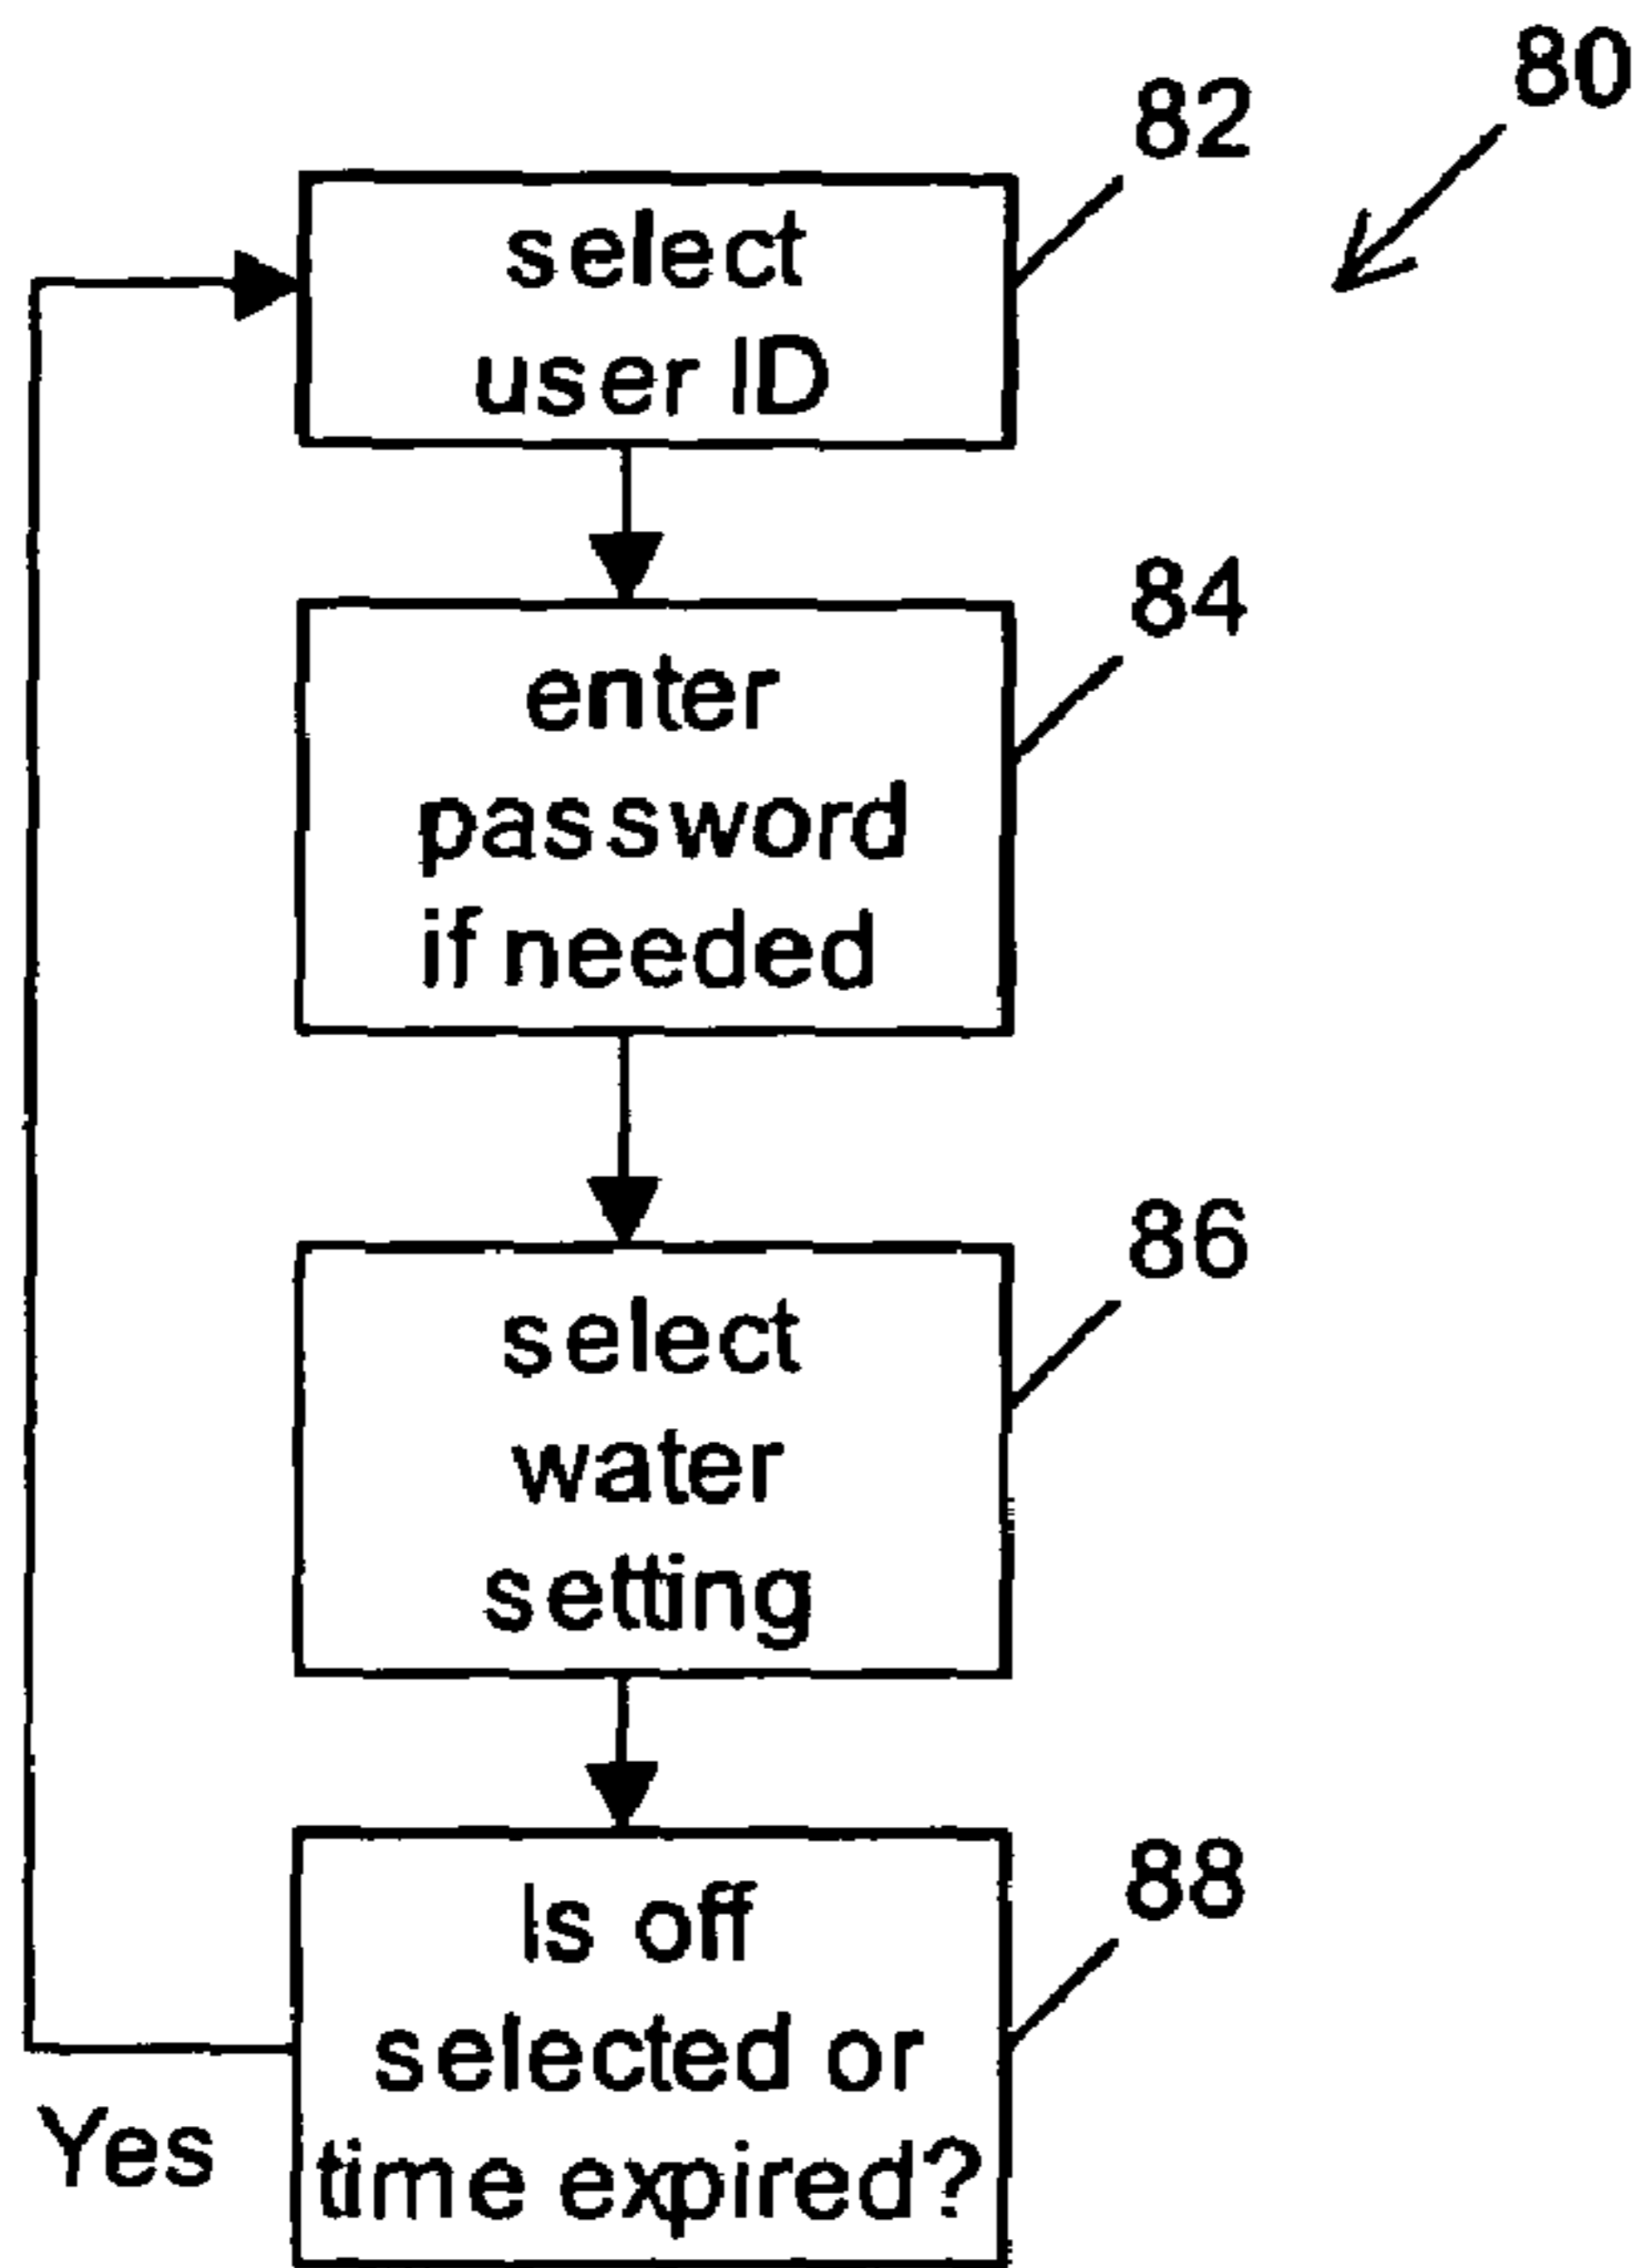 80
82
select
user ID
84
enter
password
if needed
86
select
water
setting
88
Is off
selected or
time expired?
Yes